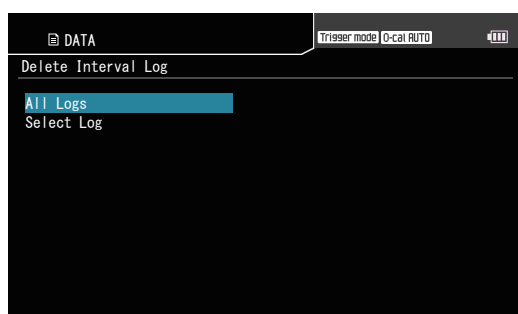 DATA
Trigger mode 0-cal AUTO
Delete Interval Log
All Logs
Select Log